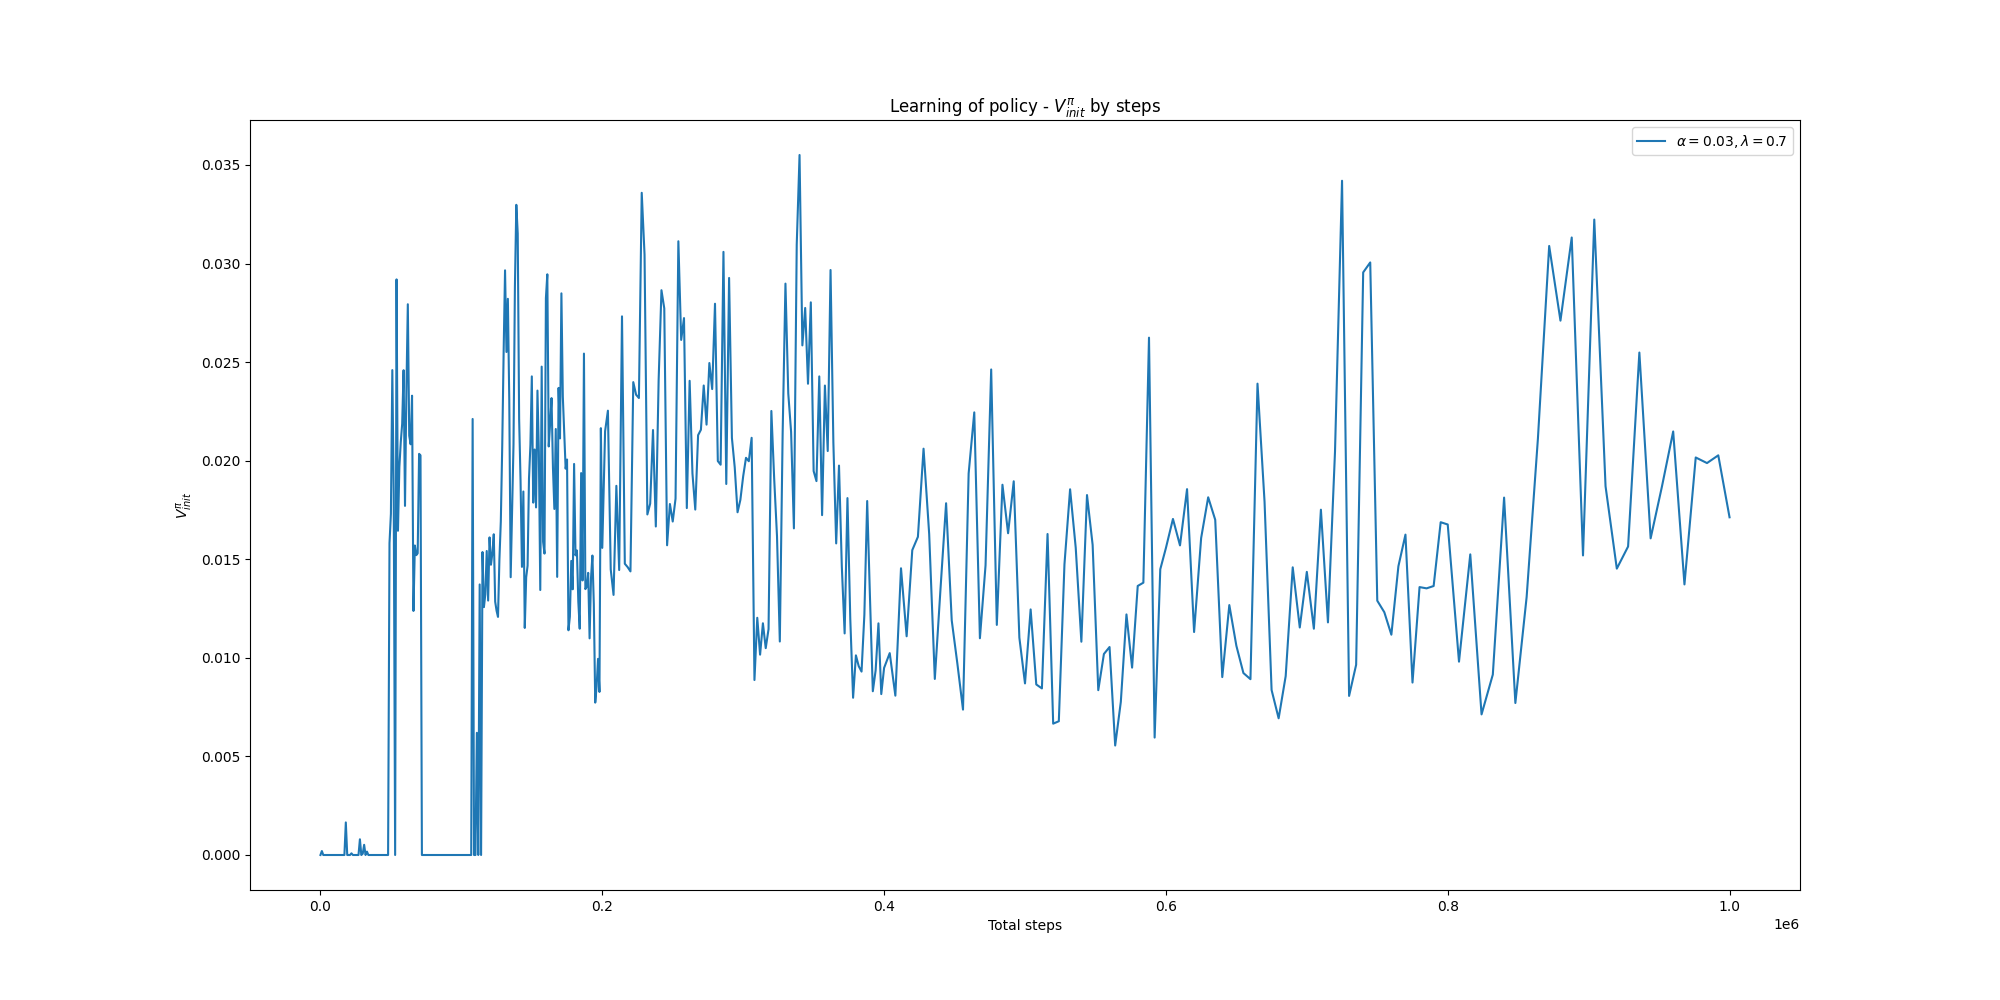 Learning of policy - $V_{init}^{\pi}$ by steps
α = 0.03, λ = 0.7
0.035
0.030
0.025
0.020
0.015
0.010
0.005
0.000
$V_{init}^{\pi}$
0.0 0.2 0.4 0.6 0.8 1.0
1e6
Total steps